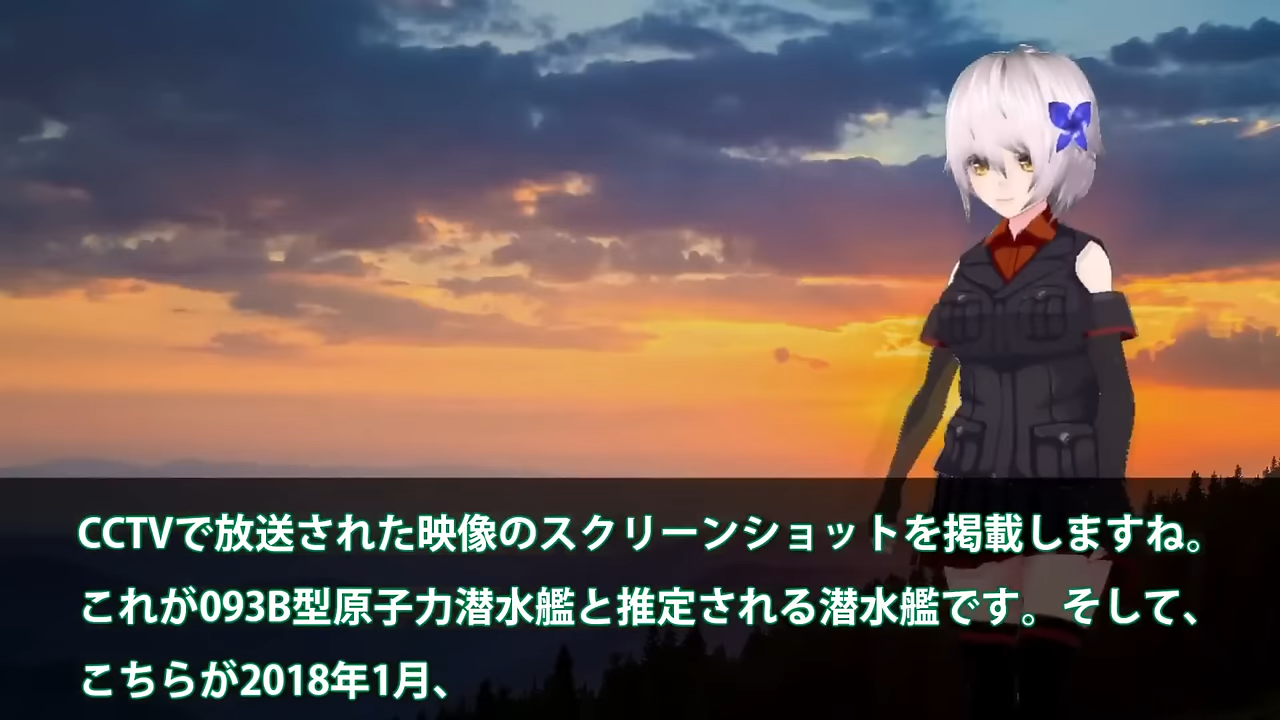 CCTVで放送された映像のスクリーンショットを掲載しますね。
これが093B型原子力潜水艦と推定される潜水艦です。そして、
こちらが2018年1月、